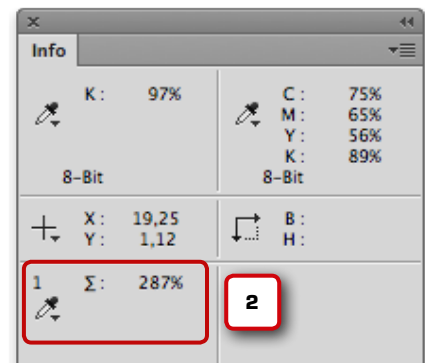 Info
K: 97%
8-Bit
C: 75%
M: 65%
Y: 56%
K: 89%
8-Bit
X: 19,25
Y: 1,12
B:
H:
1 Σ: 287%
2